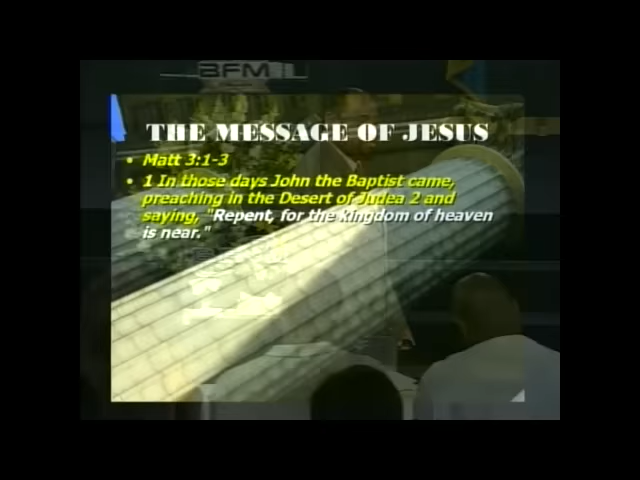 BFM
THE MESSAGE OF JESUS
• Matt 3:1-3
• 1 In those days John the Baptist came,
preaching in the Desert of Judea 2 and
saying, "Repent, for the kingdom of heaven
is near."